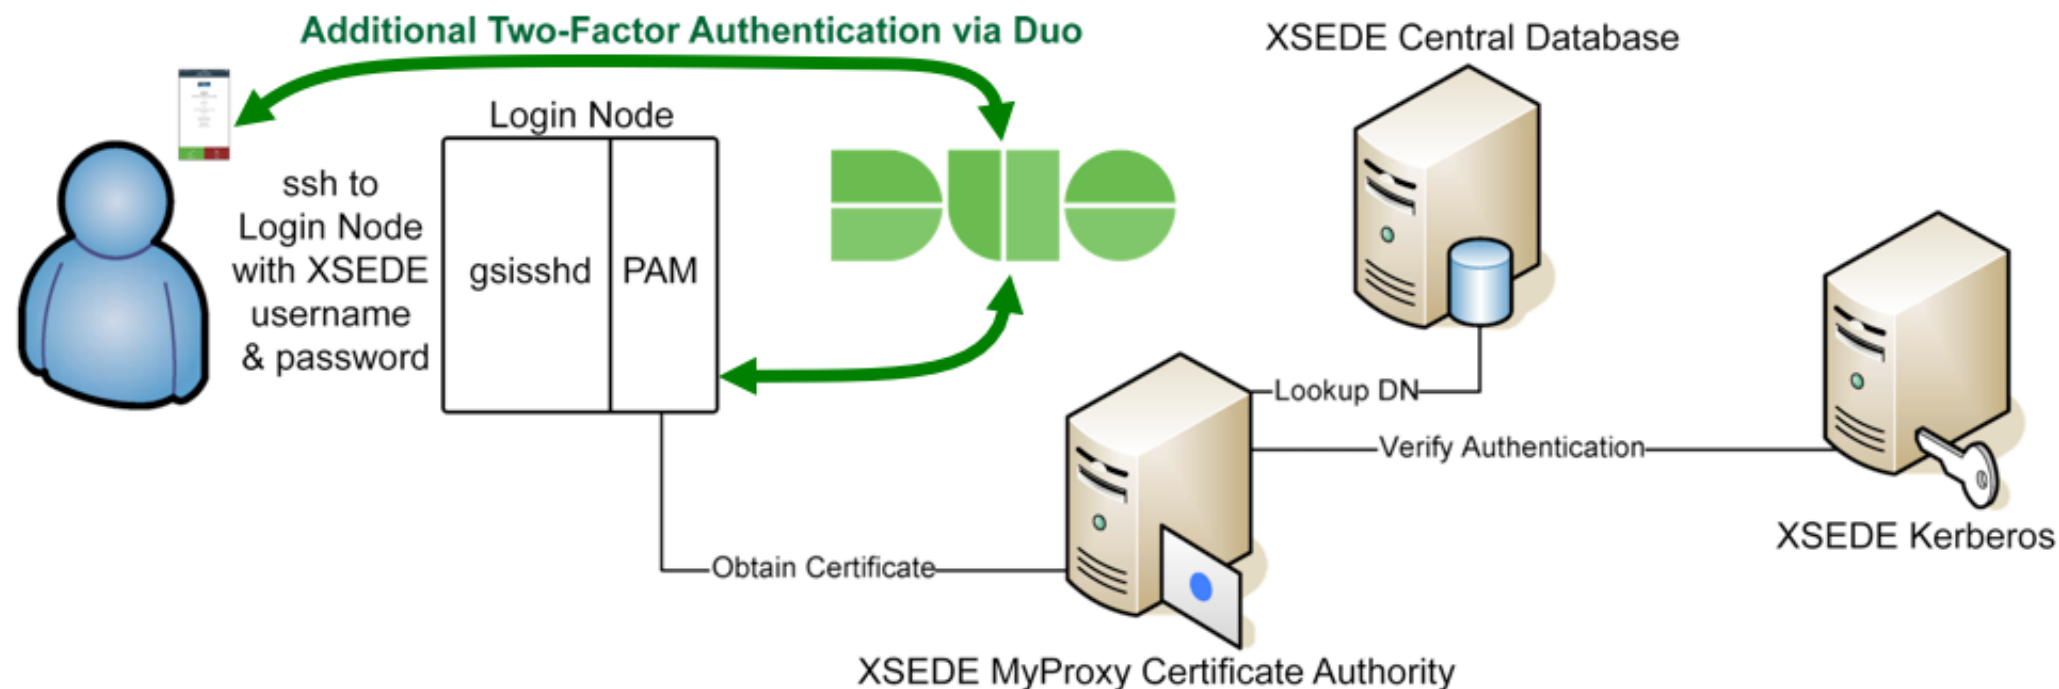 Additional Two-Factor Authentication via Duo
XSEDE Central Database
Login Node
ssh to
Login Node
with XSEDE
username
& password
gsisshd
PAM
DUO
Lookup DN
Verify Authentication
XSEDE Kerberos
Obtain Certificate
XSEDE MyProxy Certificate Authority